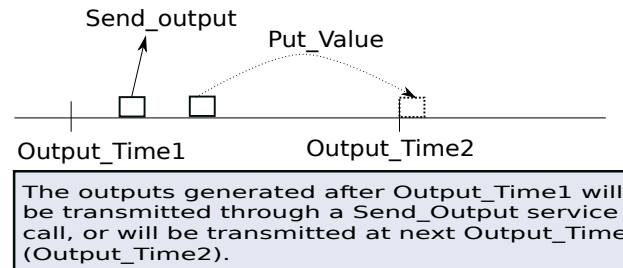 Send_output
Put_Value
Output_Time1
Output_Time2
The outputs generated after Output_Time1 will
be transmitted through a Send_Output service
call, or will be transmitted at next Output_Time
(Output_Time2).